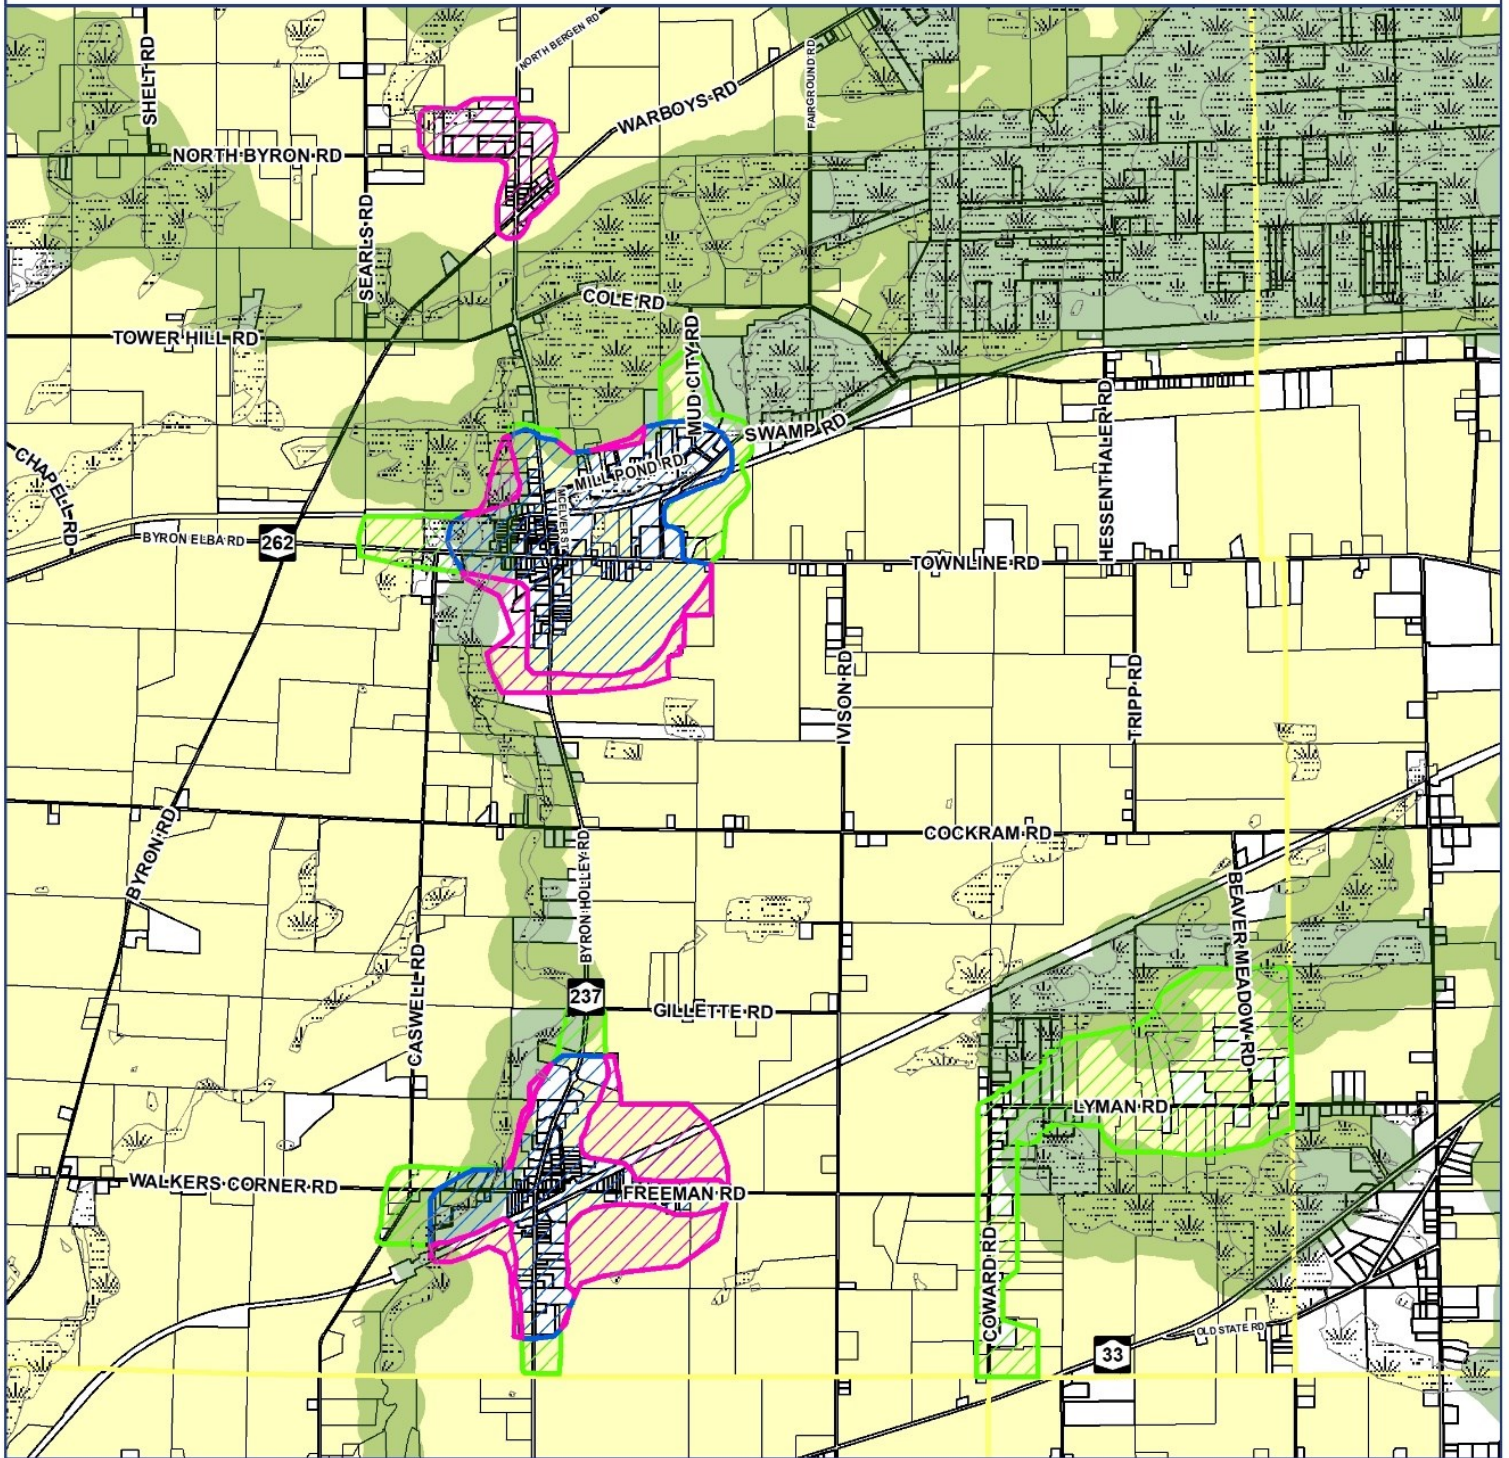 NORTH BERGEN RD
SHELT RD
FAIRGROUND RD
WARBOYS RD
NORTH BYRON RD
SEARLS RD
COLE RD
TOWER HILL RD
MUD CITY RD
HESSENTHALER RD
SWAMP RD
CHAPELL RD
MILL POND RD
MCELVER ST
BYRON ELBA RD
262
TOWNLINE RD
IVISON RD
TRIPP RD
BYRON RD
COCKRAM RD
BYRON HOLLEY RD
BEAVER MEADOW RD
CASWELL RD
237
GILLETTE RD
LYMAN RD
WALKERS CORNER RD
FREEMAN RD
COWARD RD
OLD STATE RD
33